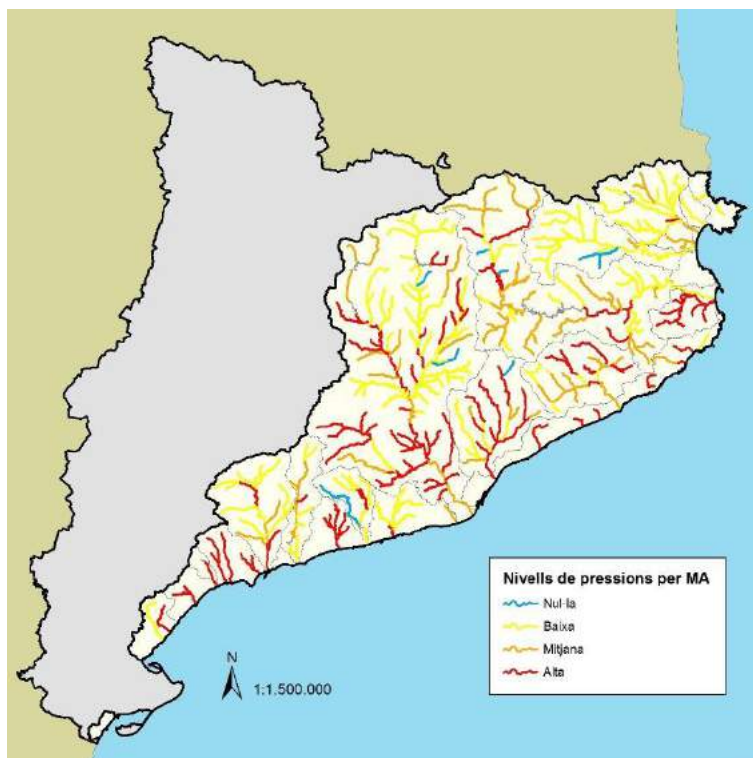 Nivells de pressions per MA
Nul·la
Baixa
Mitjana
Alta
N
1:1.500.000